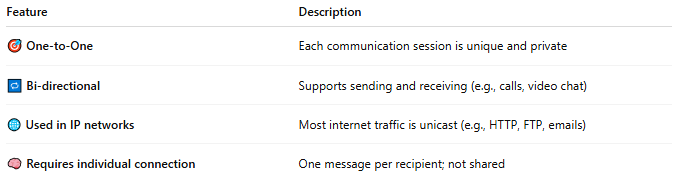 Feature Description
🎯 One-to-One Each communication session is unique and private
🔁 Bi-directional Supports sending and receiving (e.g., calls, video chat)
🌐 Used in IP networks Most internet traffic is unicast (e.g., HTTP, FTP, emails)
🧠 Requires individual connection One message per recipient; not shared